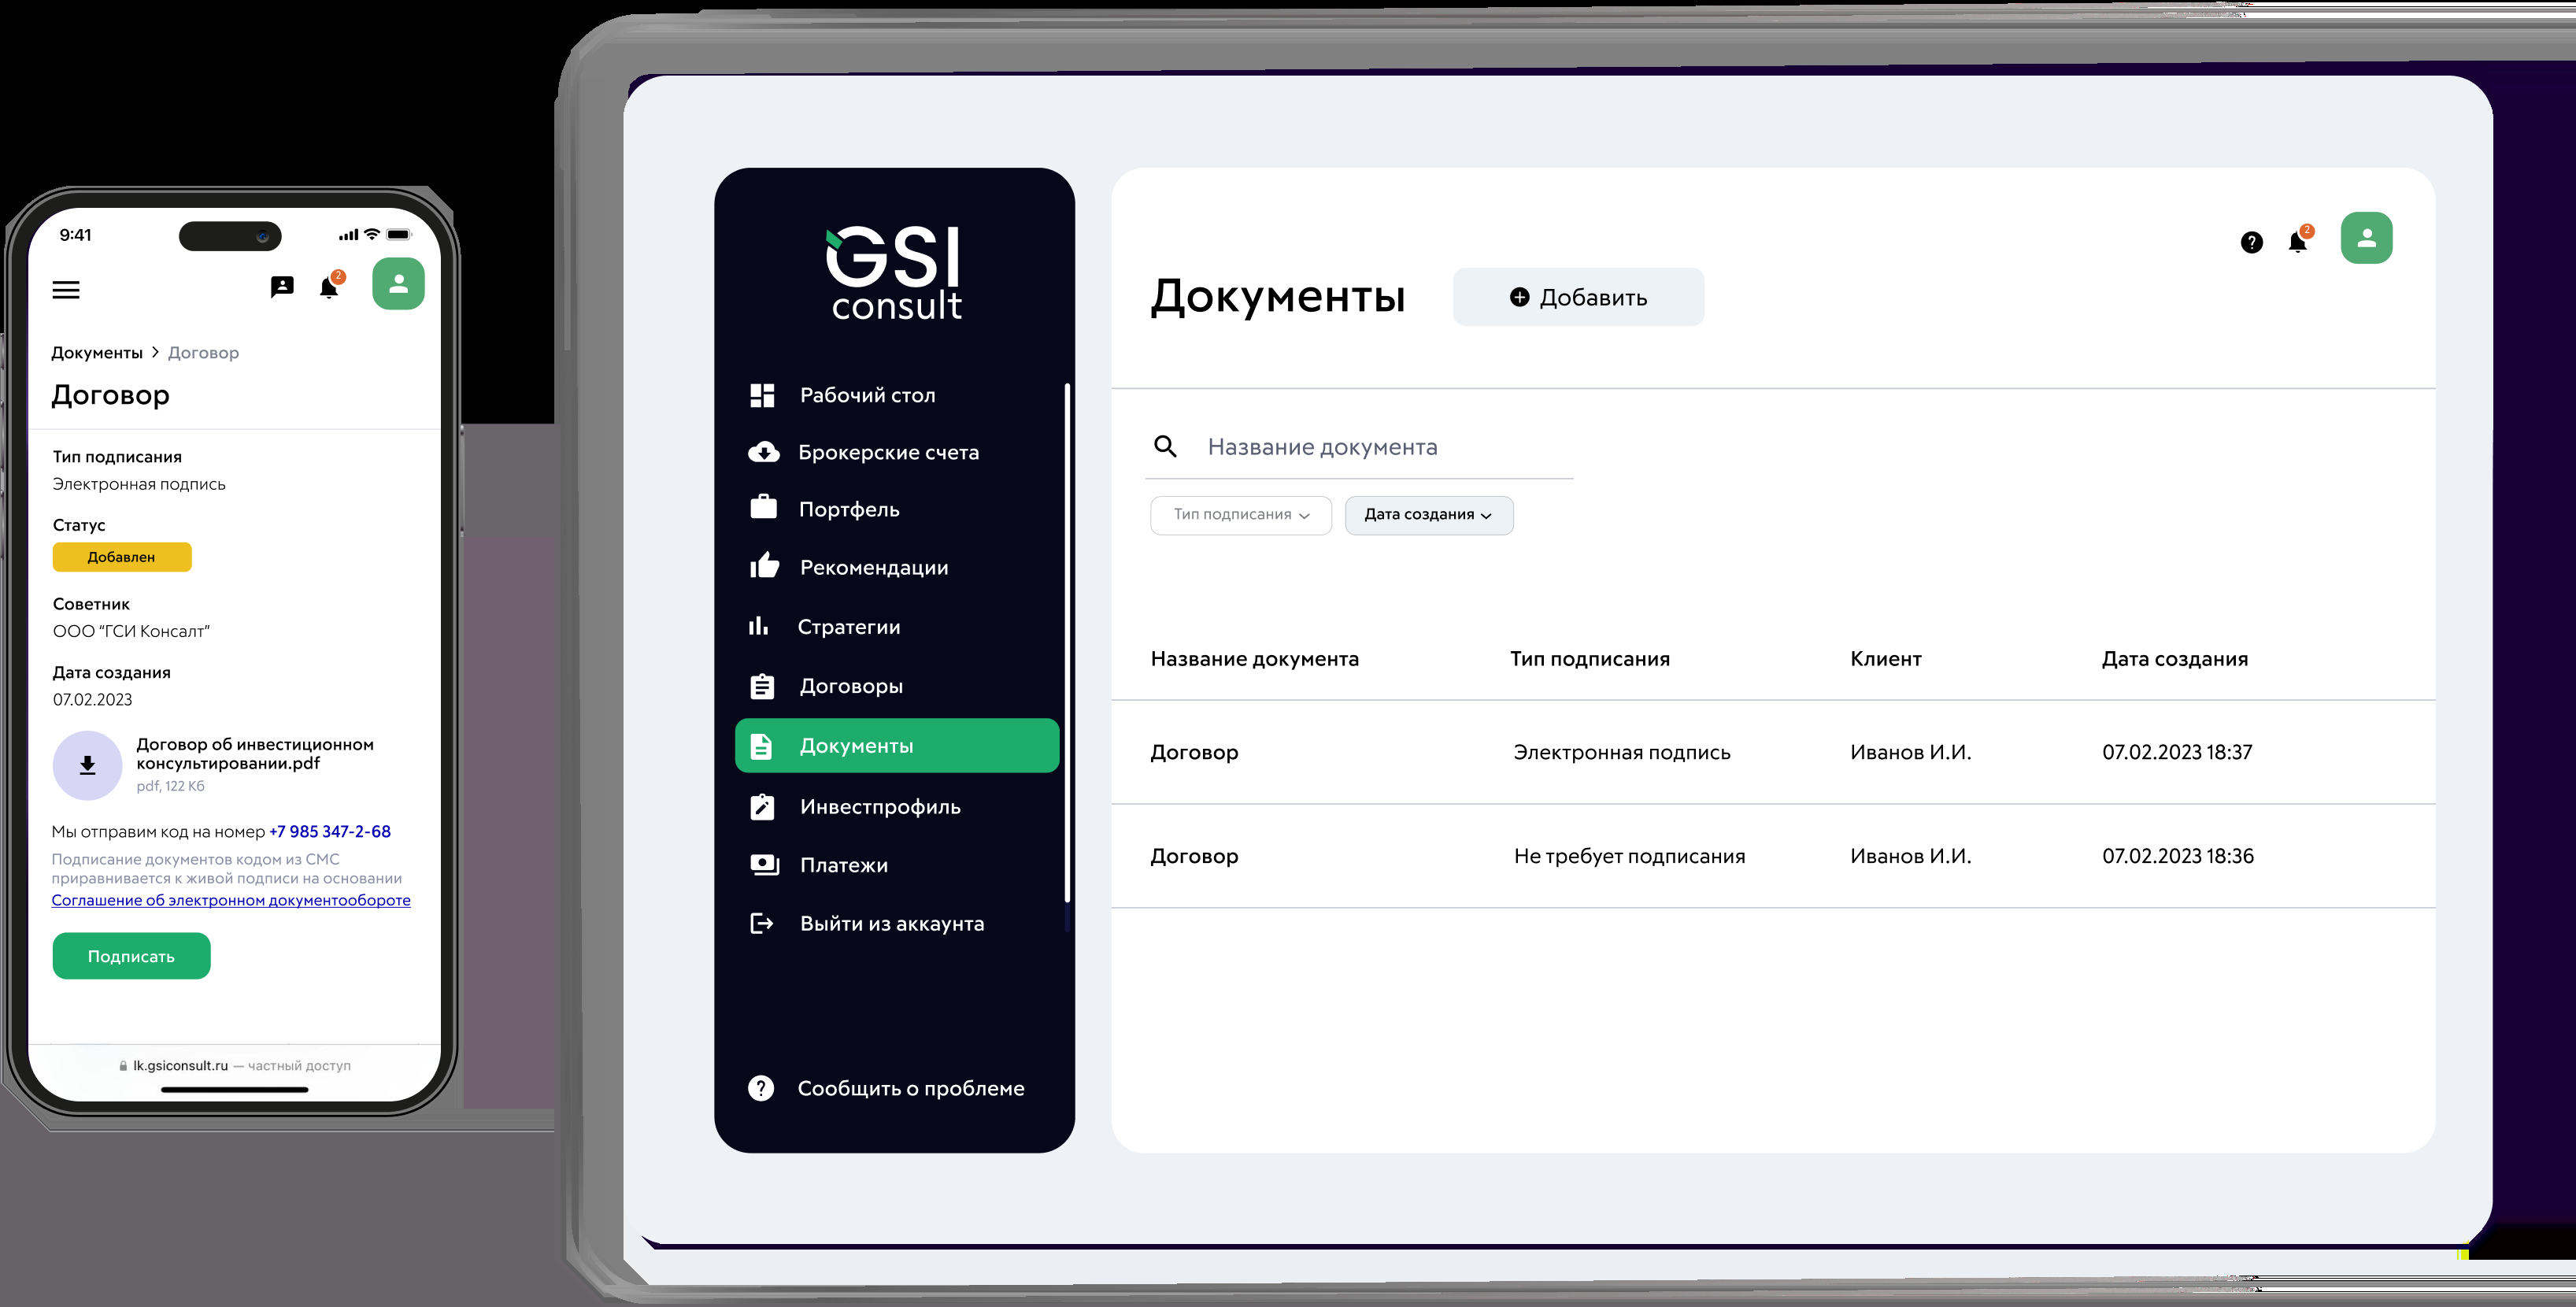 9:41
2
Документы > Договор
Договор
Тип подписания
Электронная подпись
Статус
Добавлен
Советник
ООО “ГСИ Консалт”
Дата создания
07.02.2023
Договор об инвестиционном
консультировании.pdf
pdf, 122 Кб
Мы отправим код на номер +7 985 347-2-68
Подписание документов кодом из СМС
приравнивается к живой подписи на основании
Соглашение об электронном документообороте
Подписать
lk.gsiconsult.ru — частный доступ
GSI
consult
Рабочий стол
Брокерские счета
Портфель
Рекомендации
Стратегии
Договоры
Документы
Инвестпрофиль
Платежи
Выйти из аккаунта
Сообщить о проблеме
2
Документы
Добавить
Название документа
Тип подписания
Дата создания
Название документа Тип подписания Клиент Дата создания
Договор Электронная подпись Иванов И.И. 07.02.2023 18:37
Договор Не требует подписания Иванов И.И. 07.02.2023 18:36